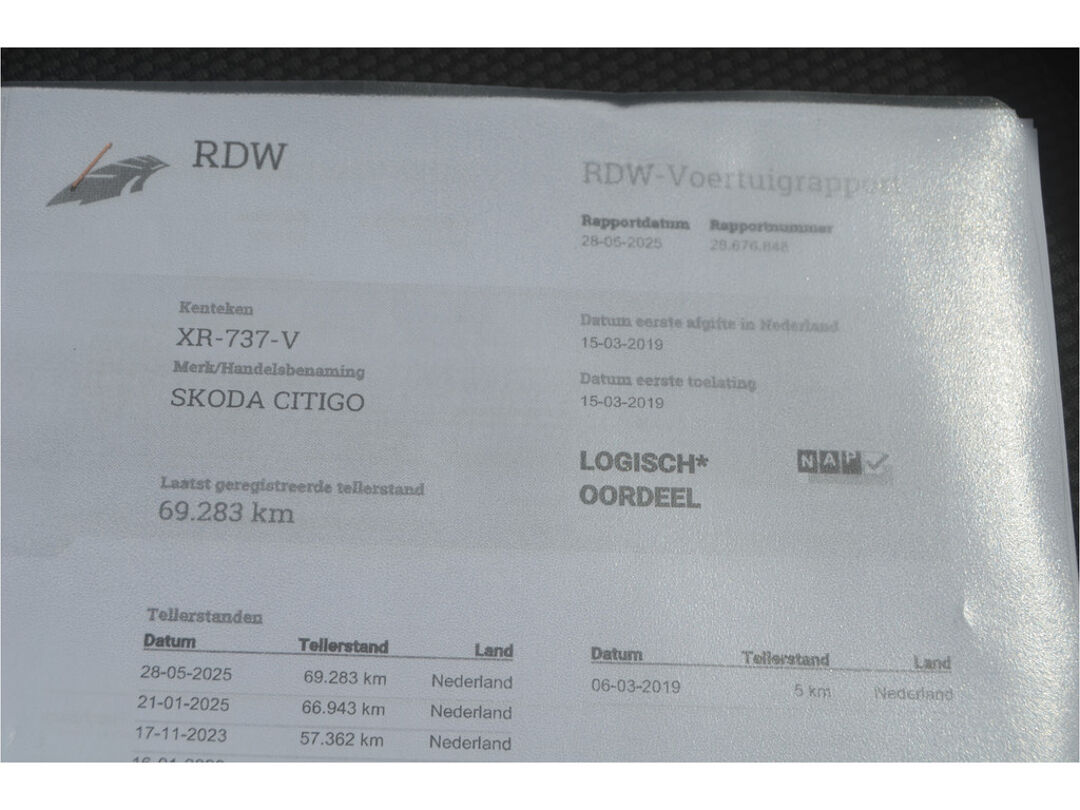 RDW
RDW-Voertuigrapport
Rapportdatum Rapportnummer
28-05-2025 28.676.848
Kenteken
XR-737-V
Merk/Handelsbenaming
SKODA CITIGO
Datum eerste afgifte in Nederland
15-03-2019
Datum eerste toelating
15-03-2019
Laatst geregistreerde tellerstand
69.283 km
LOGISCH*
OORDEEL
NAP
Tellerstanden
Datum Tellerstand Land
28-05-2025 69.283 km Nederland
21-01-2025 66.943 km Nederland
17-11-2023 57.362 km Nederland
Datum Tellerstand Land
06-03-2019 5 km Nederland